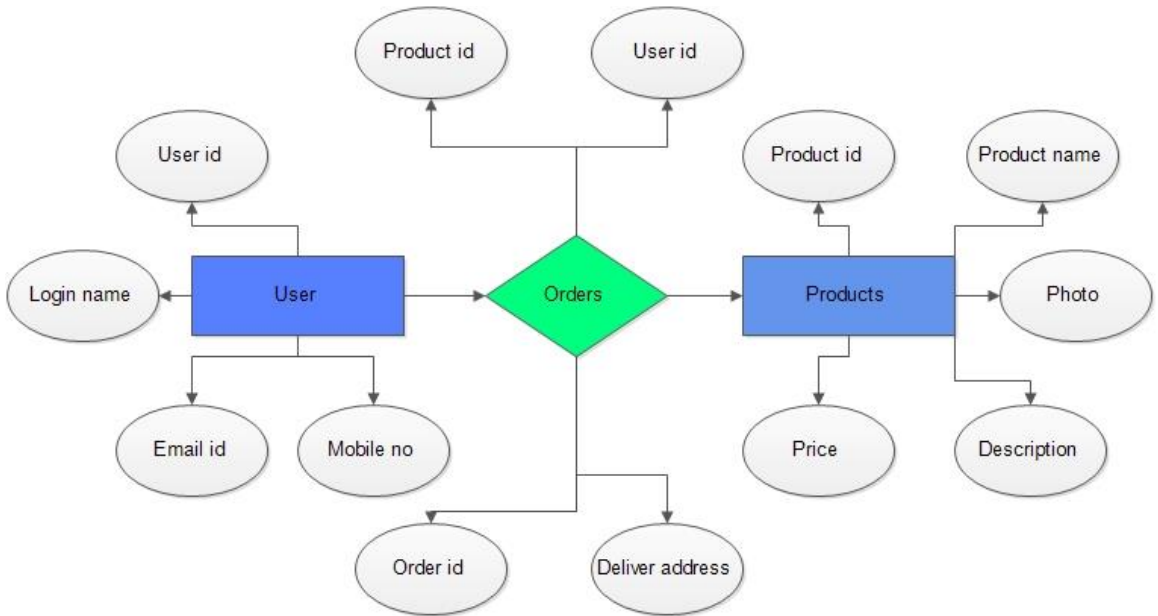 Product id
User id
User id
Product id
Product name
Login name
User
Orders
Products
Photo
Email id
Mobile no
Price
Description
Order id
Deliver address